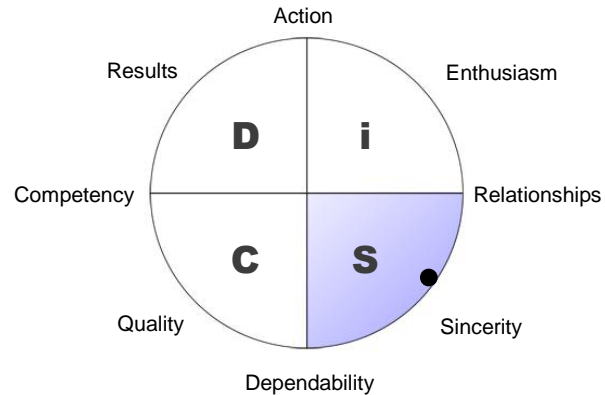 Action
Results
Enthusiasm
D
i
Competency
Relationships
C
S
Quality
Sincerity
Dependability